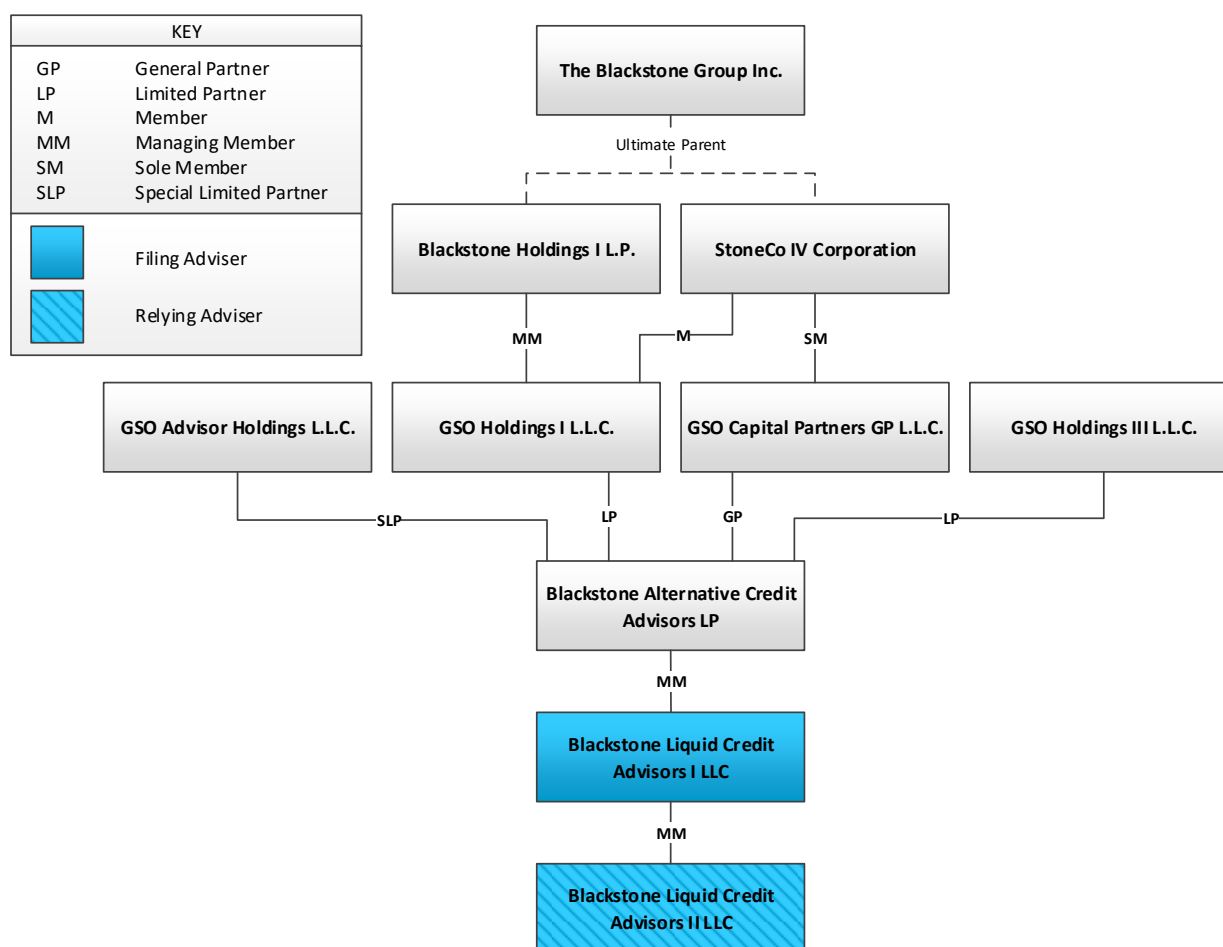 KEY
GP General Partner
LP Limited Partner
M Member
MM Managing Member
SM Sole Member
SLP Special Limited Partner
Filing Adviser
Relying Adviser
The Blackstone Group Inc.
Ultimate Parent
Blackstone Holdings I L.P.
StoneCo IV Corporation
MM
M
SM
GSO Advisor Holdings L.L.C.
GSO Holdings I L.L.C.
GSO Capital Partners GP L.L.C.
GSO Holdings III L.L.C.
SLP
LP
GP
LP
Blackstone Alternative Credit
Advisors LP
MM
Blackstone Liquid Credit
Advisors I LLC
MM
Blackstone Liquid Credit
Advisors II LLC